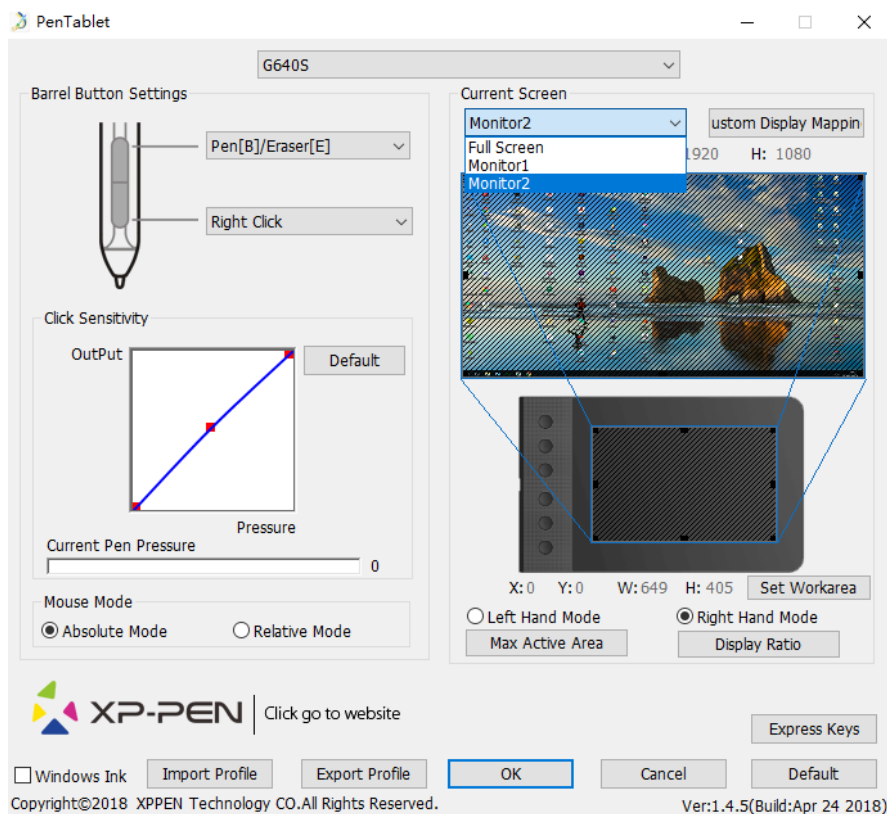 PenTablet
G640S
Barrel Button Settings
Pen[B]/Eraser[E]
Right Click
Click Sensitivity
OutPut
Default
Pressure
Current Pen Pressure
0
Mouse Mode
Absolute Mode
Relative Mode
Current Screen
Monitor2
ustom Display Mappin
Full Screen
Monitor1
Monitor2
1920 H: 1080
X: 0 Y: 0 W: 649 H: 405 Set Workarea
Left Hand Mode
Right Hand Mode
Max Active Area
Display Ratio
XP-PEN Click go to website
Express Keys
Windows Ink
Import Profile
Export Profile
OK
Cancel
Default
Copyright©2018 XPPEN Technology CO.All Rights Reserved.
Ver:1.4.5(Build:Apr 24 2018)